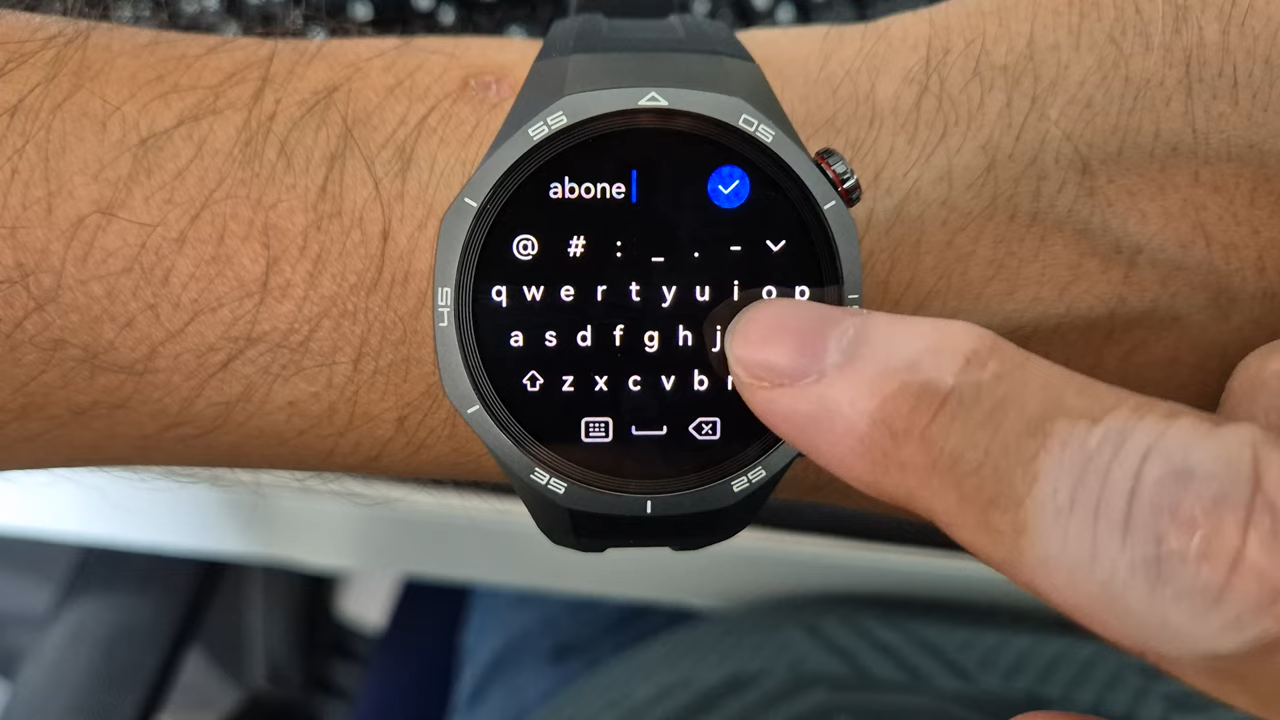 55
05
abone
@ # : _ . -
q w e r t y u i o p
45
a s d f g h j
z x c v b
35
25